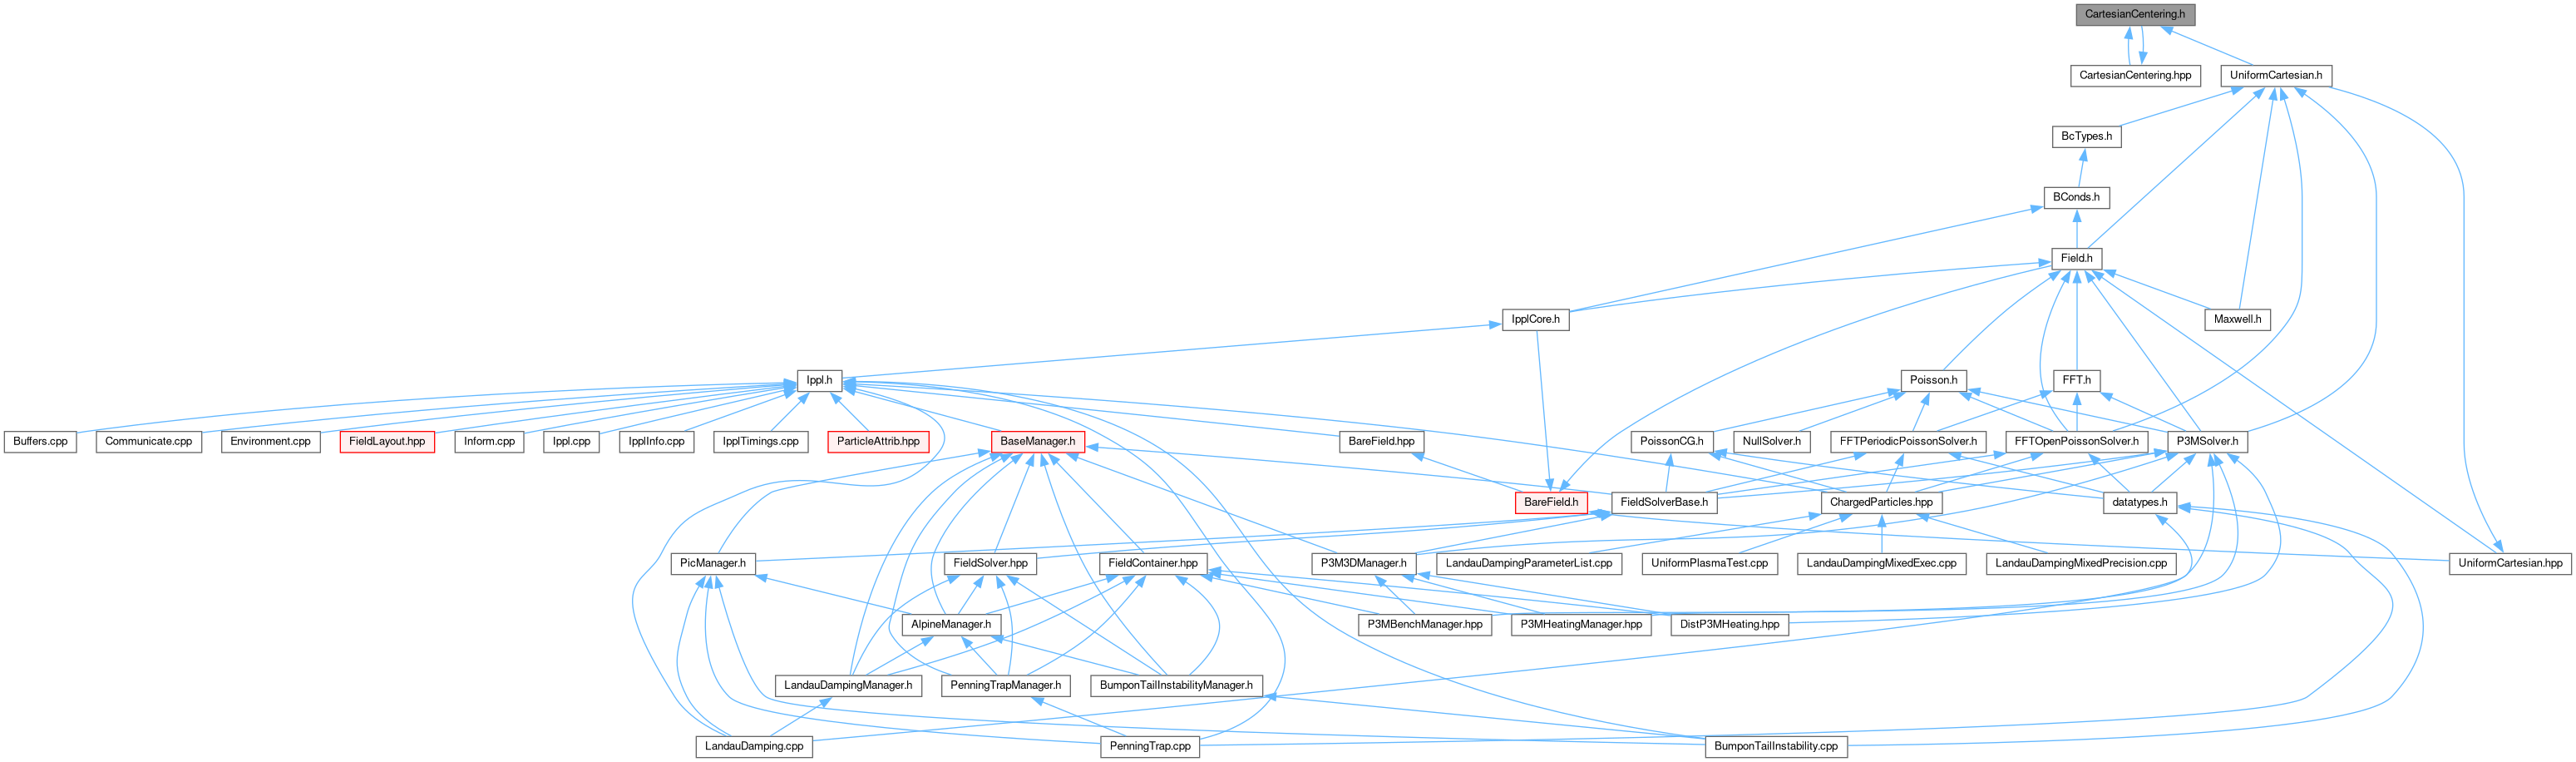 CartesianCentering.h
CartesianCentering.hpp
UniformCartesian.h
BcTypes.h
BConds.h
Field.h
IpplCore.h
Maxwell.h
Ippl.h
Poisson.h
FFT.h
Buffers.cpp
Communicate.cpp
Environment.cpp
FieldLayout.hpp
Inform.cpp
Ippl.cpp
IpplInfo.cpp
IpplTimings.cpp
ParticleAttrib.hpp
BaseManager.h
BareField.hpp
PoissonCG.h
NullSolver.h
FFTPeriodicPoissonSolver.h
FFTOpenPoissonSolver.h
P3MSolver.h
BareField.h
FieldSolverBase.h
ChargedParticles.hpp
datatypes.h
PicManager.h
FieldSolver.hpp
FieldContainer.hpp
P3M3DManager.h
LandauDampingParameterList.cpp
UniformPlasmaTest.cpp
LandauDampingMixedExec.cpp
LandauDampingMixedPrecision.cpp
UniformCartesian.hpp
AlpineManager.h
P3MBenchManager.hpp
P3MHeatingManager.hpp
DistP3MHeating.hpp
LandauDampingManager.h
PenningTrapManager.h
BumponTailInstabilityManager.h
LandauDamping.cpp
PenningTrap.cpp
BumponTailInstability.cpp